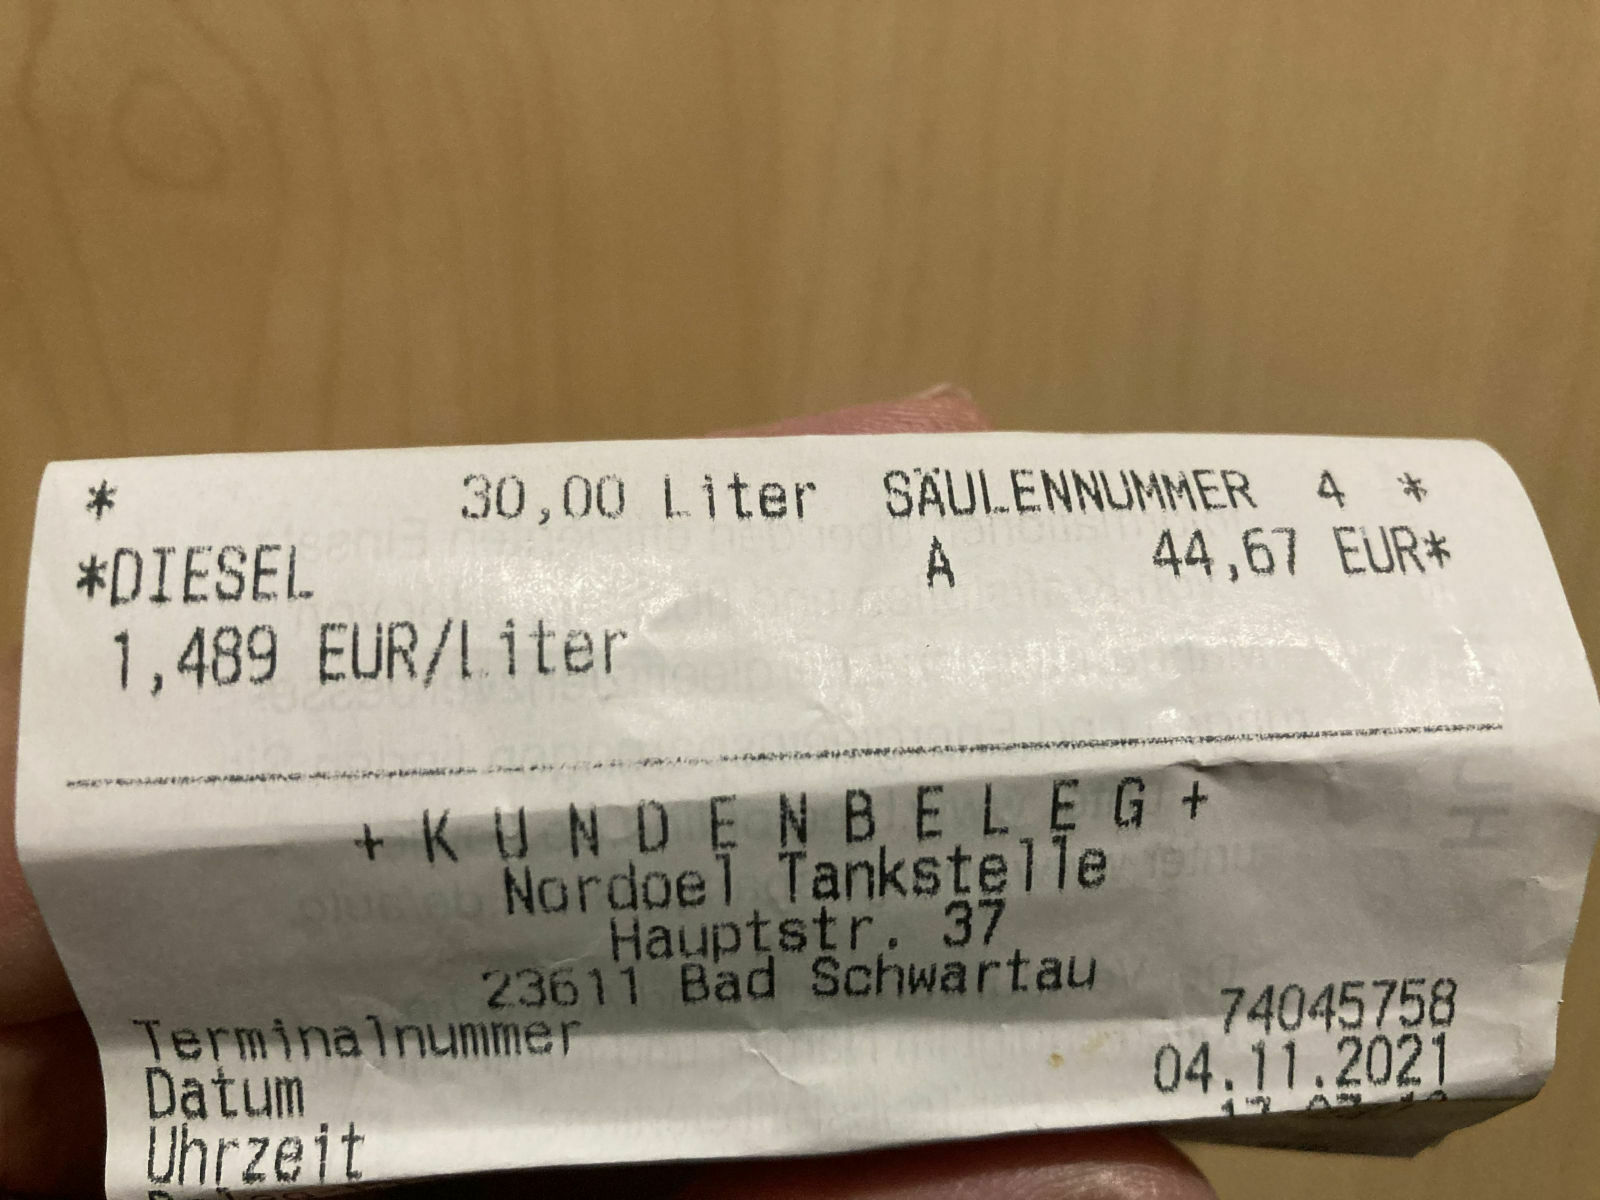 * 30,00 Liter SÄULENNUMMER 4 *
*DIESEL A 44,67 EUR*
1,489 EUR/Liter
+ K U N D E N B E L E G +
Nordoel Tankstelle
Hauptstr. 37
23611 Bad Schwartau
Terminalnummer 74045758
Datum 04.11.2021
Uhrzeit